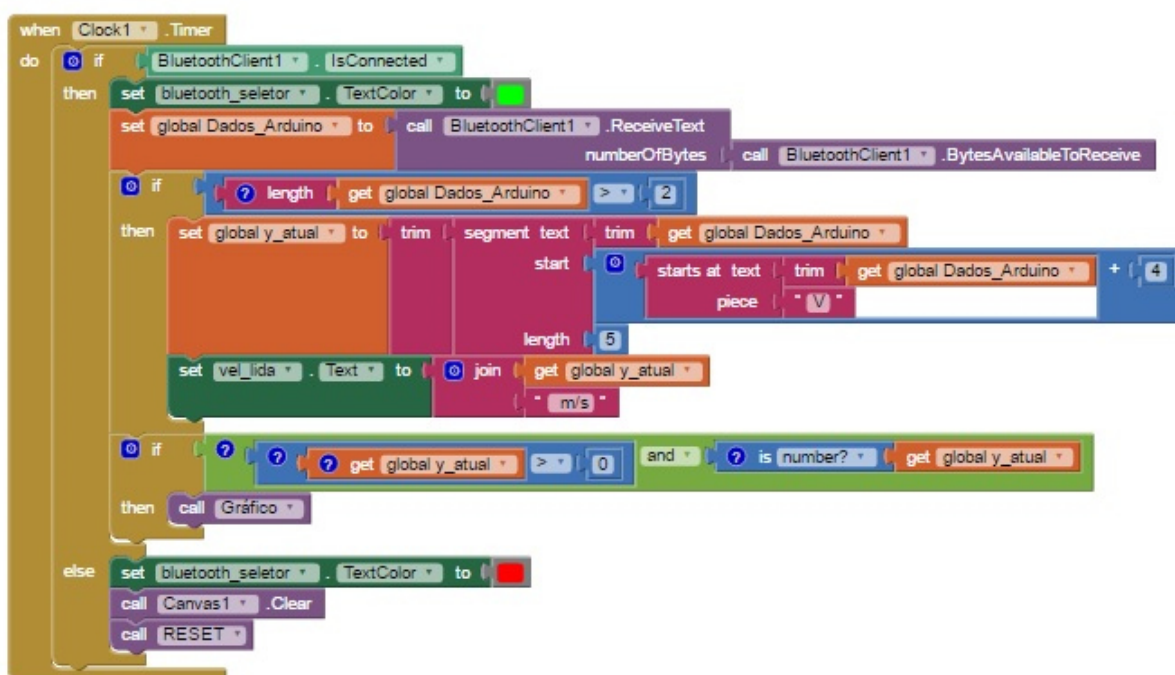 when Clock1 .Timer
do if BluetoothClient1 . IsConnected
then set bluetooth_seletor . TextColor to
set global Dados_Arduino to call BluetoothClient1 .ReceiveText
numberOfBytes call BluetoothClient1 .BytesAvailableToReceive
if ? length get global Dados_Arduino > 2
then set global y_atual to trim segment text trim get global Dados_Arduino
start starts at text trim get global Dados_Arduino + 4
piece " V "
length 5
set vel_lida . Text to join get global y_atual
" m/s "
if ? ? ? get global y_atual > 0 and ? is number? get global y_atual
then call Gráfico
else set bluetooth_seletor . TextColor to
call Canvas1 .Clear
call RESET